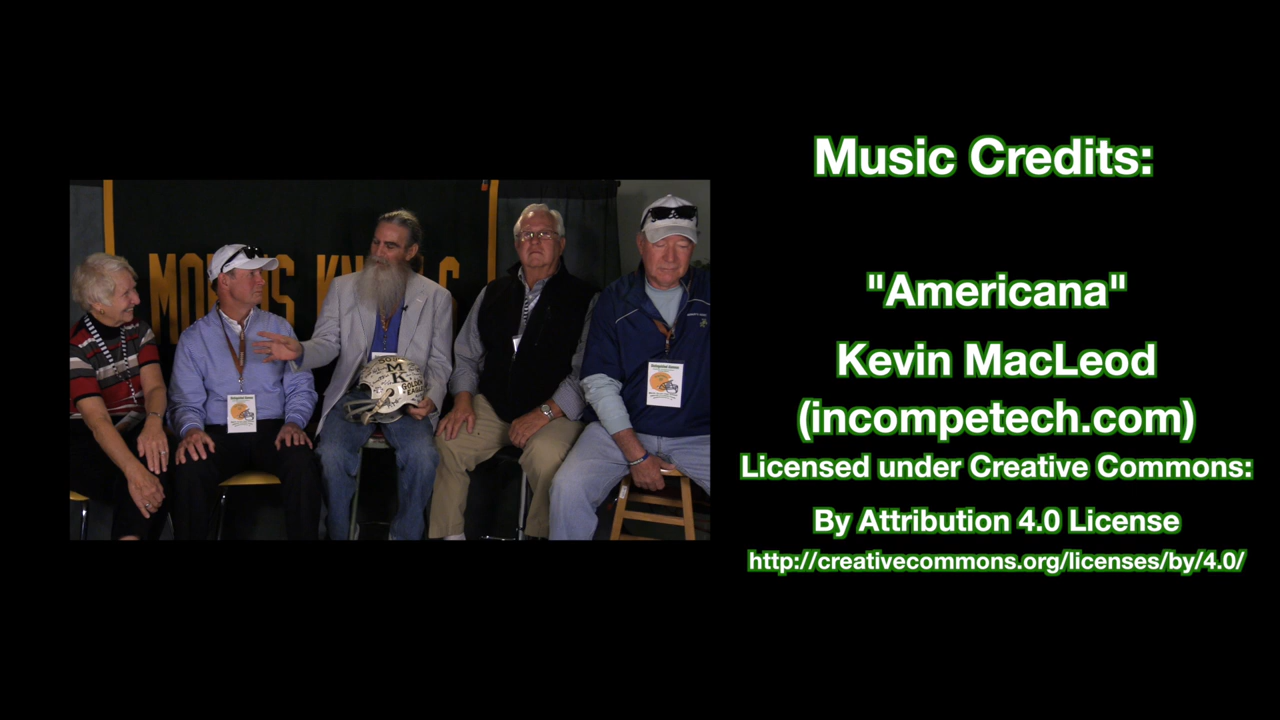 Music Credits:
"Americana"
Kevin MacLeod
(incompetech.com)
Licensed under Creative Commons:
By Attribution 4.0 License
http://creativecommons.org/licenses/by/4.0/
M
K
GOLDEN